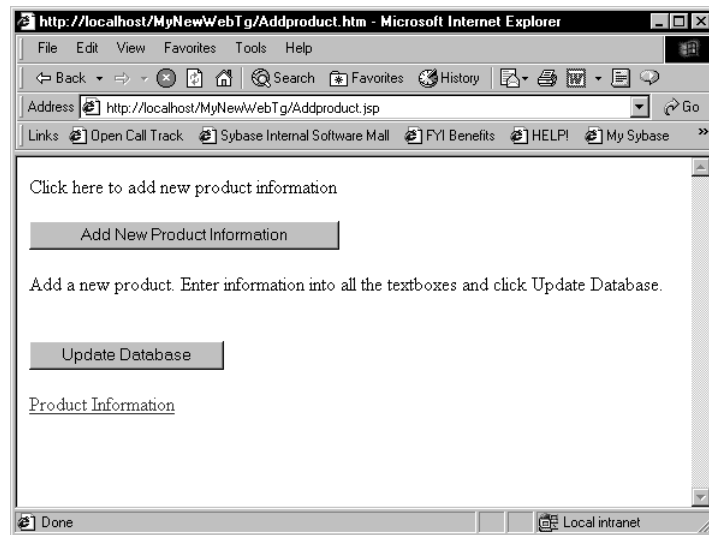 http://localhost/MyNewWebTg/Addproduct.htm - Microsoft Internet Explorer
File Edit View Favorites Tools Help
Back Search Favorites History
Address http://localhost/MyNewWebTg/Addproduct.jsp Go
Links Open Call Track Sybase Internal Software Mall FYI Benefits HELP! My Sybase »
Click here to add new product information
Add New Product Information
Add a new product. Enter information into all the textboxes and click Update Database.
Update Database
Product Information
Done Local intranet